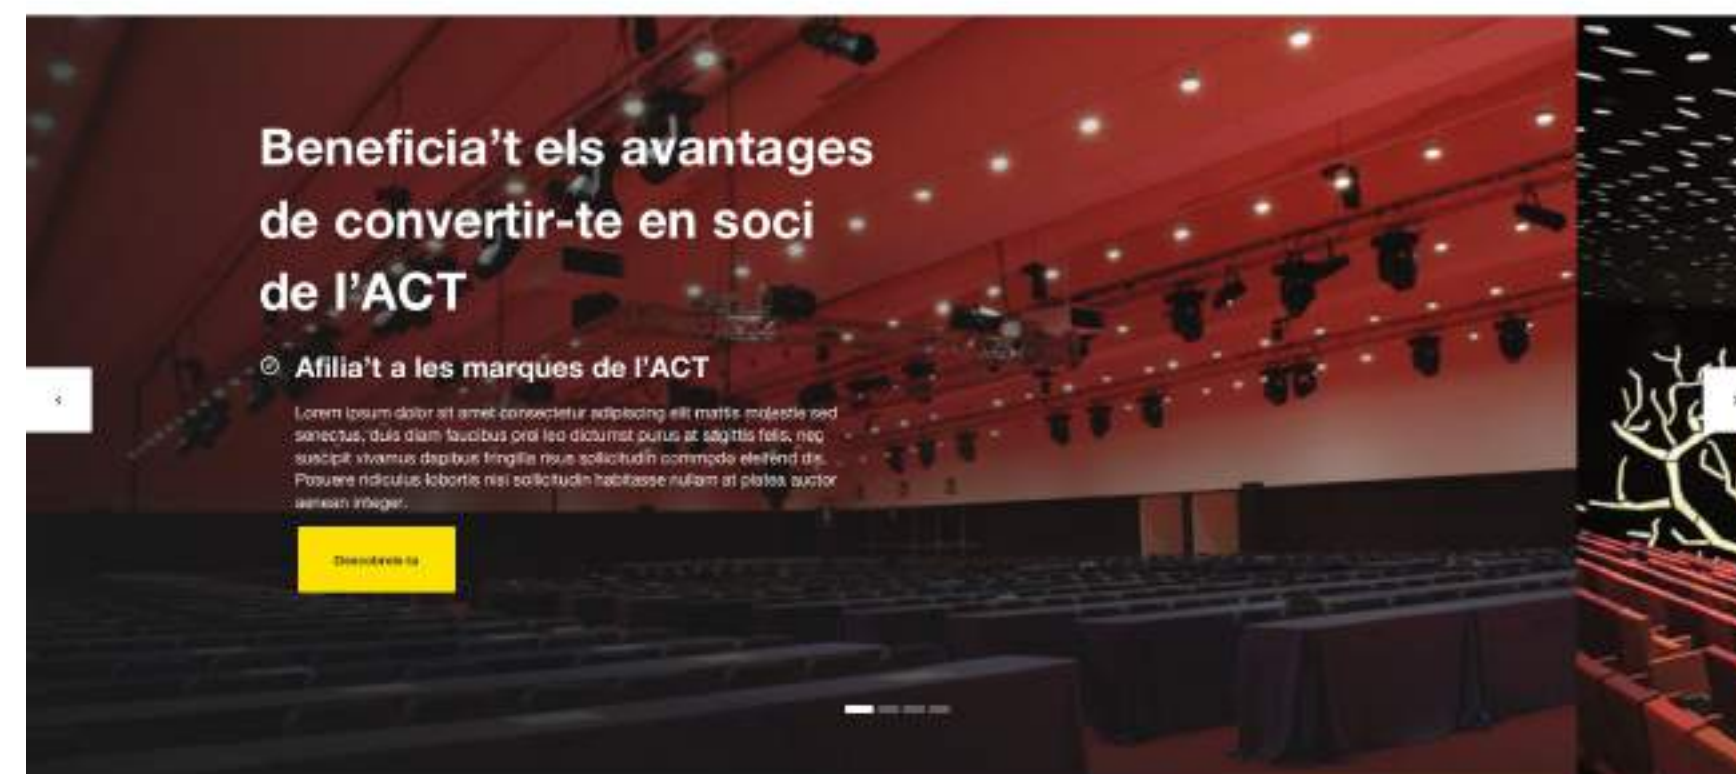 Beneficia’t els avantages
de convertir-te en soci
de l’ACT
Afilia’t a les marques de l’ACT
Lorem ipsum dolor sit amet consectetur adipiscing elit mattis molestie sed
senectus, duis diam faucibus orci leo dictumst purus at sagittis felis, nec
suscipit vivamus dapibus fringilla risus sollicitudin commodo eleifend dis.
Posuere ridiculus lobortis nisi sollicitudin habitasse nullam at platea auctor
aenean integer.